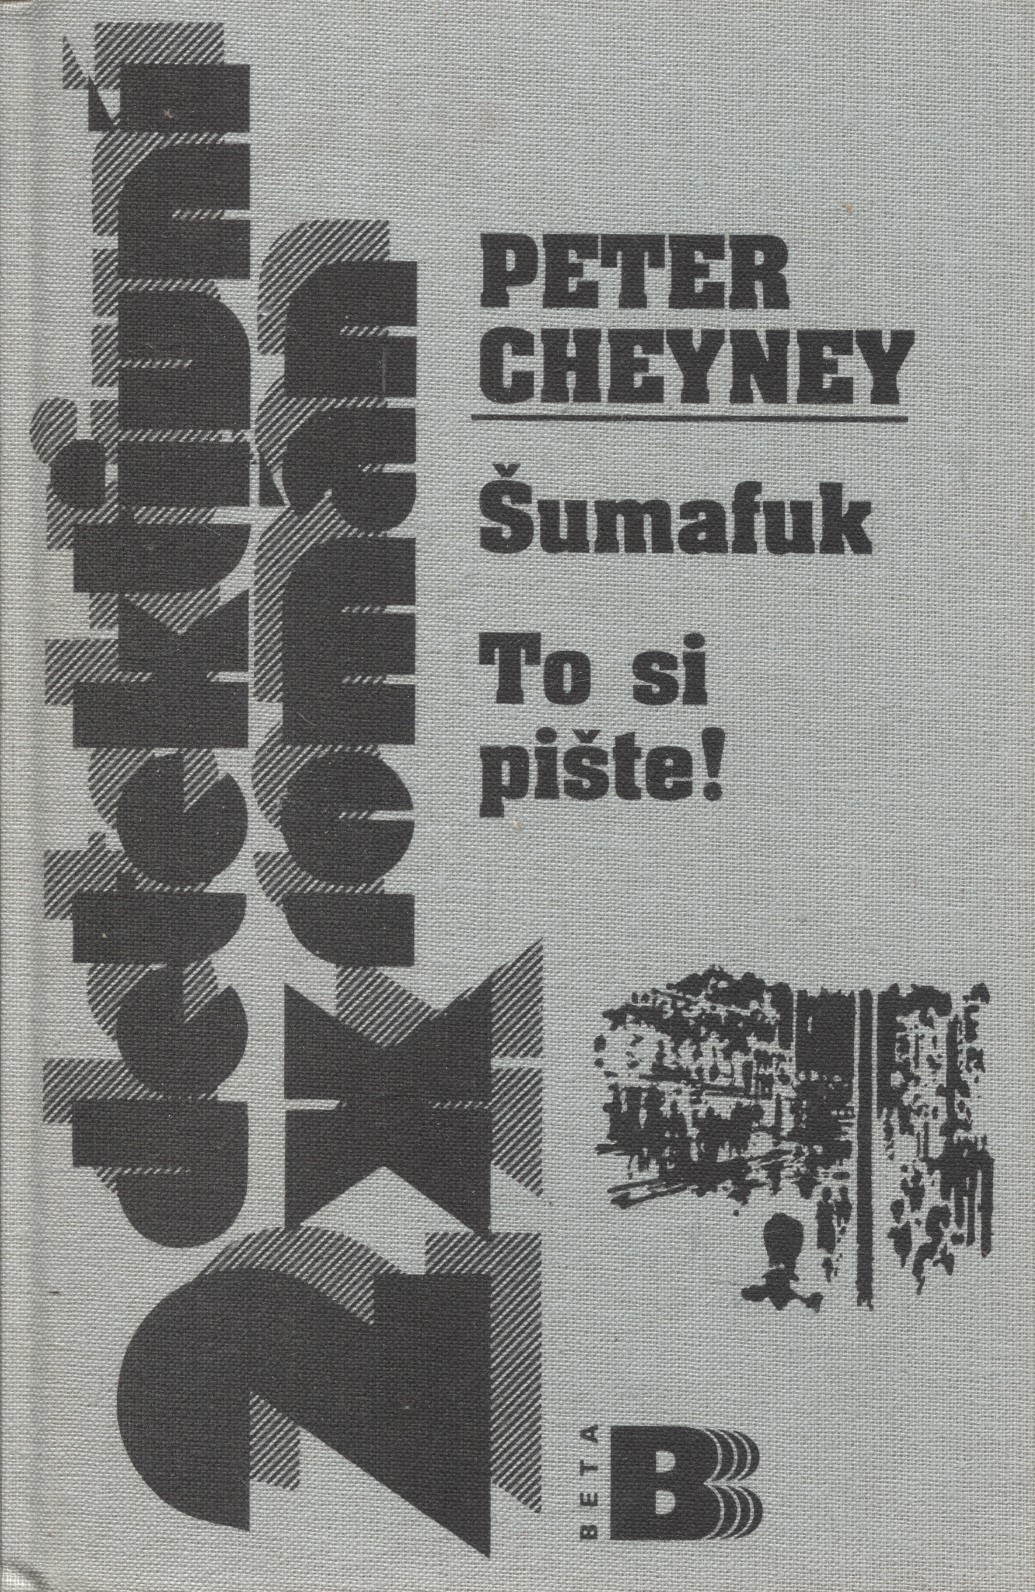 2x detektivní
román
PETER
CHEYNEY
Šumafuk
To si
pište!
BETA
B